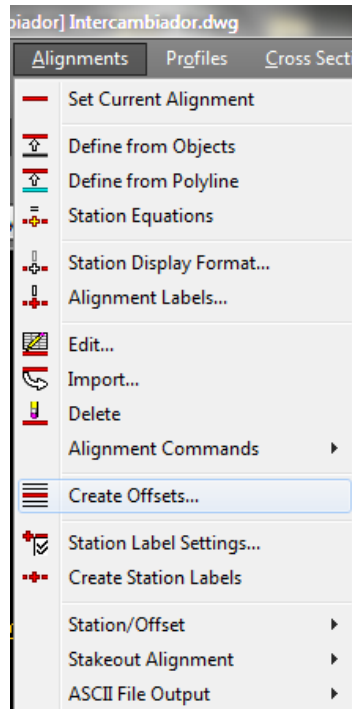 biador] Intercambiador.dwg
Alignments Profiles Cross Secti
Set Current Alignment
Define from Objects
Define from Polyline
Station Equations
Station Display Format...
Alignment Labels...
Edit...
Import...
Delete
Alignment Commands
Create Offsets...
Station Label Settings...
Create Station Labels
Station/Offset
Stakeout Alignment
ASCII File Output